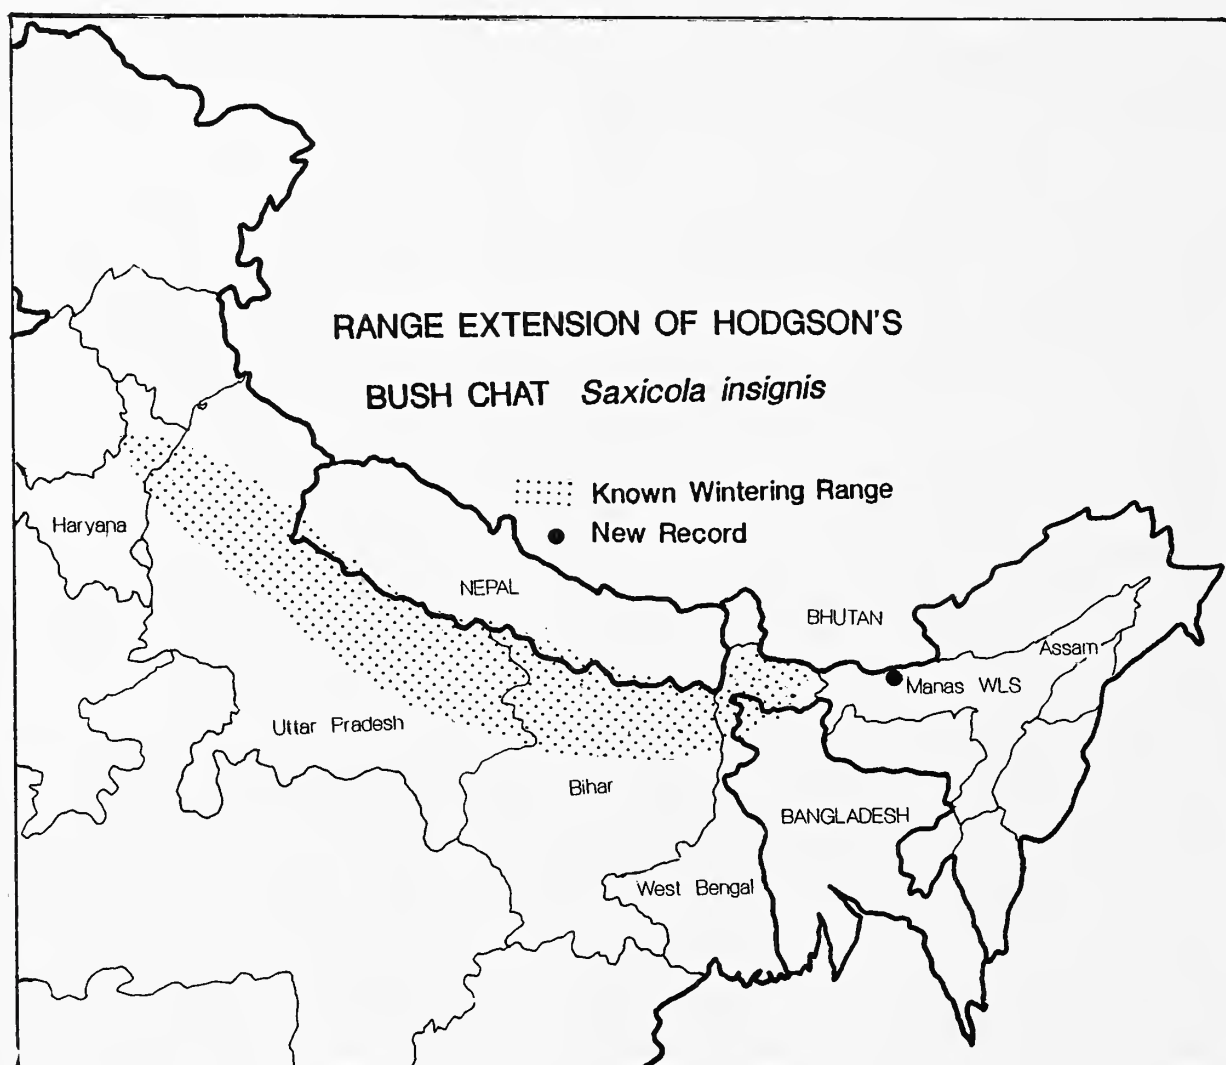 RANGE EXTENSION OF HODGSON'S
BUSH CHAT Saxicola insignis
Known Wintering Range
New Record
Haryana
NEPAL
BHUTAN
Assam
Manas WLS
Uttar Pradesh
Bihar
BANGLADESH
West Bengal